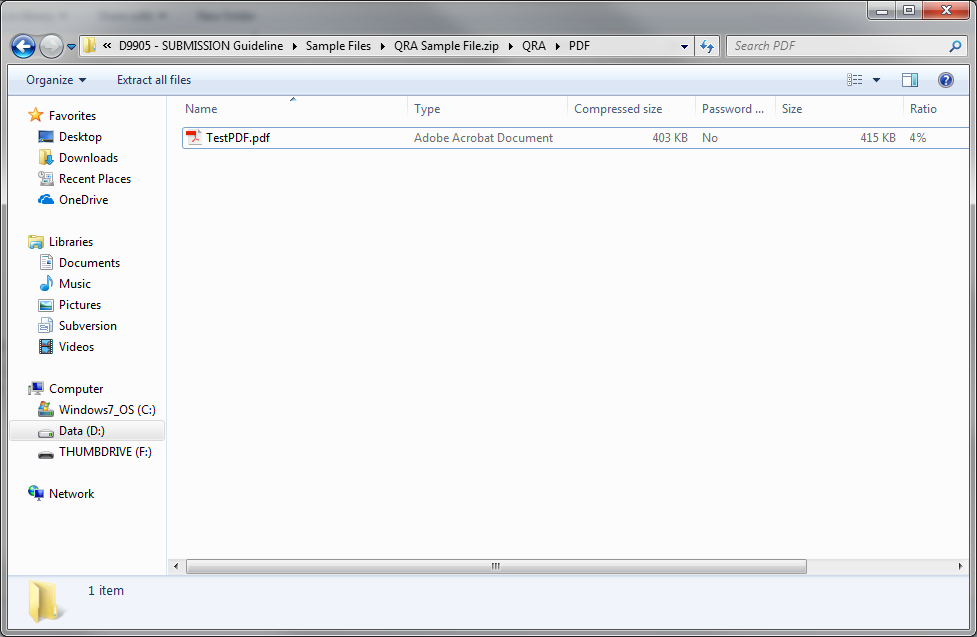 « D9905 - SUBMISSION Guideline ▸ Sample Files ▸ QRA Sample File.zip ▸ QRA ▸ PDF
Search PDF
Organize Extract all files
Favorites
Desktop
Downloads
Recent Places
OneDrive
Libraries
Documents
Music
Pictures
Subversion
Videos
Computer
Windows7_OS (C:)
Data (D:)
THUMBDRIVE (F:)
Network
Name Type Compressed size Password ... Size Ratio
TestPDF.pdf Adobe Acrobat Document 403 KB No 415 KB 4%
1 item